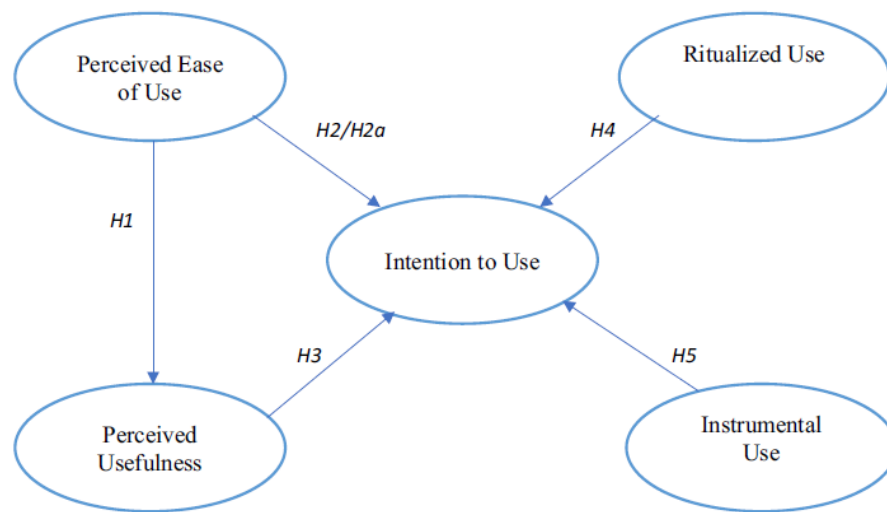 Perceived Ease
of Use
Ritualized Use
H2/H2a
H4
H1
Intention to Use
H3
H5
Perceived
Usefulness
Instrumental
Use